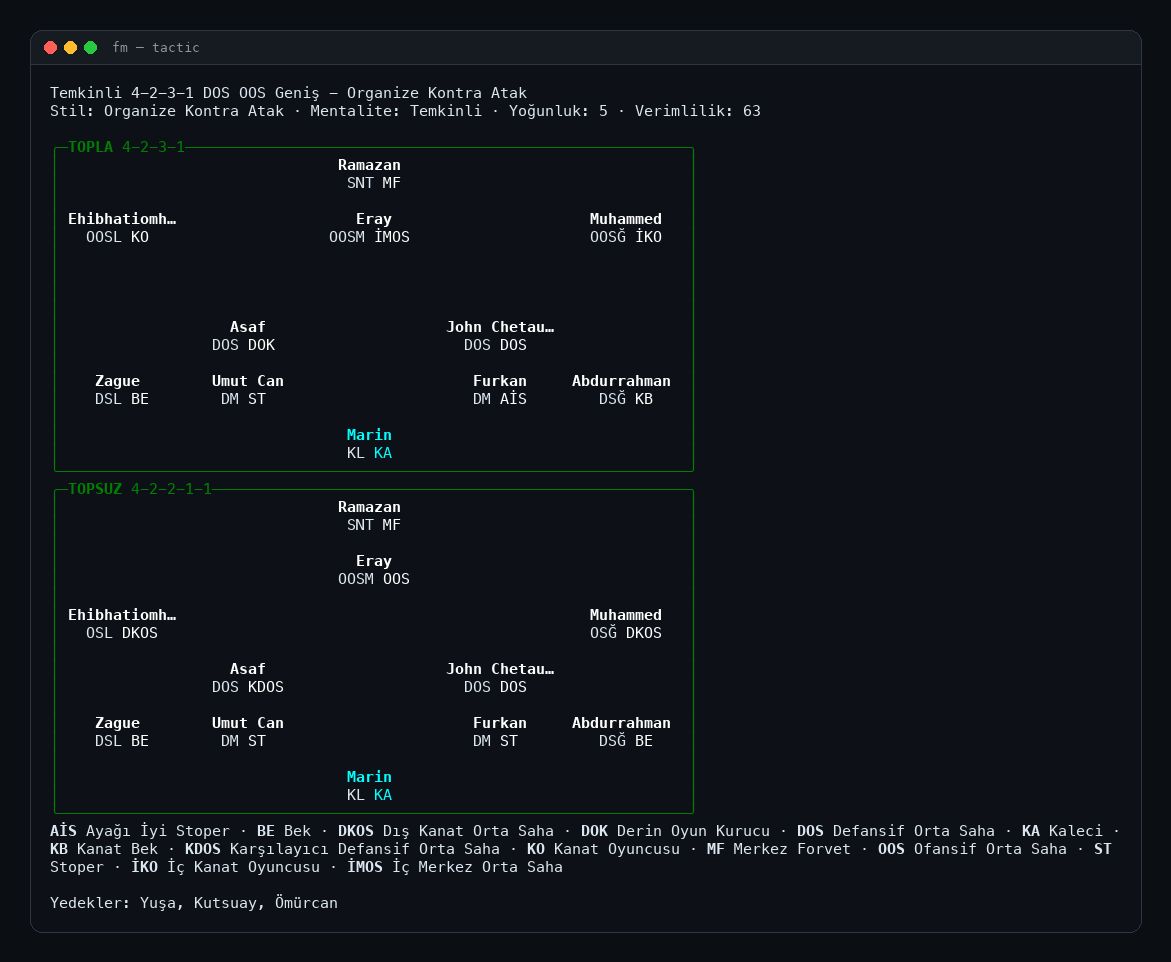 fm — tactic
Temkinli 4-2-3-1 DOS OOS Geniş — Organize Kontra Atak
Stil: Organize Kontra Atak · Mentalite: Temkinli · Yoğunluk: 5 · Verimlilik: 63
TOPLA 4-2-3-1
Ramazan
SNT MF
Ehibhatiomh… Eray Muhammed
OOSL KO OOSM İMOS OOSĞ İKO
Asaf John Chetau…
DOS DOK DOS DOS
Zague Umut Can Furkan Abdurrahman
DSL BE DM ST DM AİS DSĞ KB
Marin
KL KA
TOPSUZ 4-2-2-1-1
Ramazan
SNT MF
Eray
OOSM OOS
Ehibhatiomh… Muhammed
OSL DKOS OSĞ DKOS
Asaf John Chetau…
DOS KDOS DOS DOS
Zague Umut Can Furkan Abdurrahman
DSL BE DM ST DM ST DSĞ BE
Marin
KL KA
AİS Ayağı İyi Stoper · BE Bek · DKOS Dış Kanat Orta Saha · DOK Derin Oyun Kurucu · DOS Defansif Orta Saha · KA Kaleci ·
KB Kanat Bek · KDOS Karşılayıcı Defansif Orta Saha · KO Kanat Oyuncusu · MF Merkez Forvet · OOS Ofansif Orta Saha · ST
Stoper · İKO İç Kanat Oyuncusu · İMOS İç Merkez Orta Saha
Yedekler: Yuşa, Kutsuay, Ömürcan